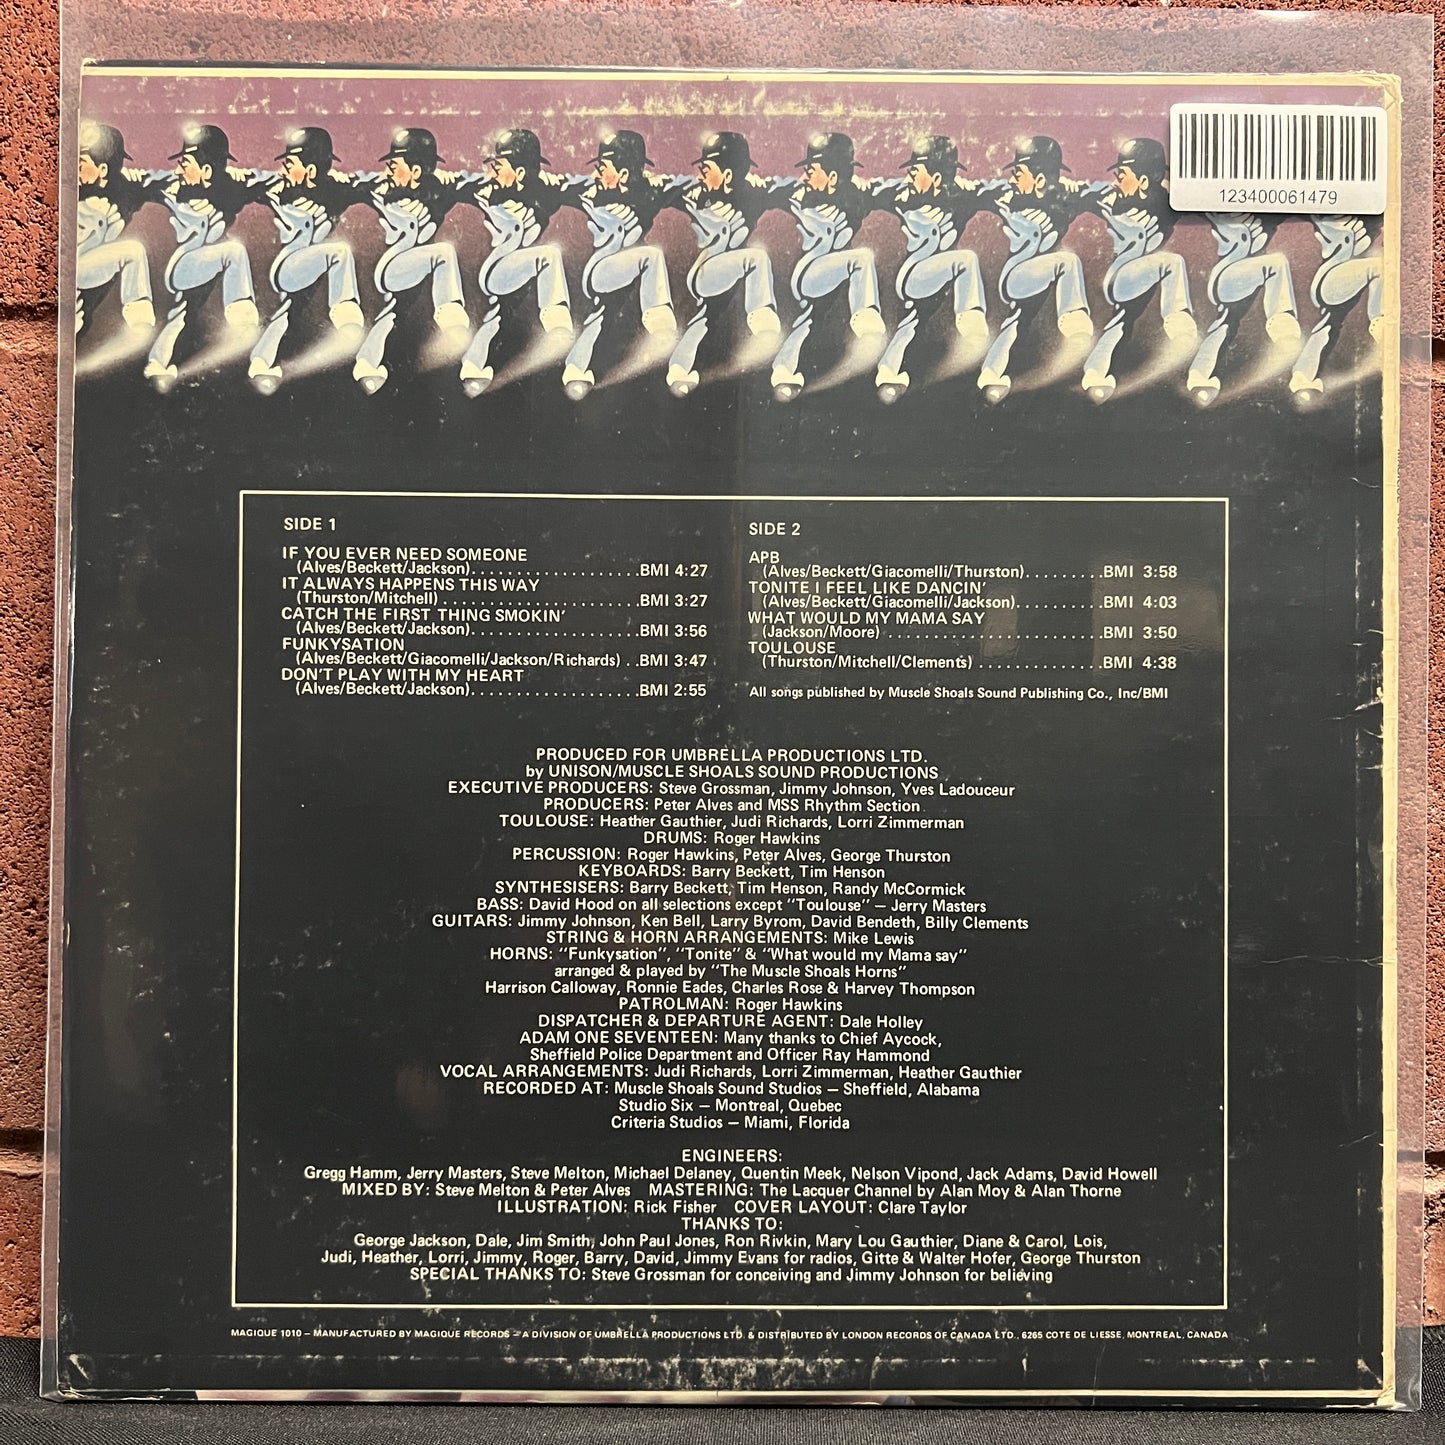 123400061479
SIDE 1
IF YOU EVER NEED SOMEONE
(Alves/Beckett/Jackson)....................BMI 4:27
IT ALWAYS HAPPENS THIS WAY
(Thurston/Mitchell).......................BMI 3:27
CATCH THE FIRST THING SMOKIN'
(Alves/Beckett/Jackson)....................BMI 3:56
FUNKYSATION
(Alves/Beckett/Giacomelli/Jackson/Richards) ..BMI 3:47
DON'T PLAY WITH MY HEART
(Alves/Beckett/Jackson)....................BMI 2:55
SIDE 2
APB
(Alves/Beckett/Giacomelli/Thurston).........BMI 3:58
TONITE I FEEL LIKE DANCIN'
(Alves/Beckett/Giacomelli/Jackson)..........BMI 4:03
WHAT WOULD MY MAMA SAY
(Jackson/Moore) ..........................BMI 3:50
TOULOUSE
(Thurston/Mitchell/Clements) ..............BMI 4:38
All songs published by Muscle Shoals Sound Publishing Co., Inc/BMI
PRODUCED FOR UMBRELLA PRODUCTIONS LTD.
by UNISON/MUSCLE SHOALS SOUND PRODUCTIONS
EXECUTIVE PRODUCERS: Steve Grossman, Jimmy Johnson, Yves Ladouceur
PRODUCERS: Peter Alves and MSS Rhythm Section
TOULOUSE: Heather Gauthier, Judi Richards, Lorri Zimmerman
DRUMS: Roger Hawkins
PERCUSSION: Roger Hawkins, Peter Alves, George Thurston
KEYBOARDS: Barry Beckett, Tim Henson
SYNTHESISERS: Barry Beckett, Tim Henson, Randy McCormick
BASS: David Hood on all selections except "Toulouse" — Jerry Masters
GUITARS: Jimmy Johnson, Ken Bell, Larry Byrom, David Bendeth, Billy Clements
STRING & HORN ARRANGEMENTS: Mike Lewis
HORNS: "Funkysation", "Tonite" & "What would my Mama say"
arranged & played by "The Muscle Shoals Horns"
Harrison Calloway, Ronnie Eades, Charles Rose & Harvey Thompson
PATROLMAN: Roger Hawkins
DISPATCHER & DEPARTURE AGENT: Dale Holley
ADAM ONE SEVENTEEN: Many thanks to Chief Aycock,
Sheffield Police Department and Officer Ray Hammond
VOCAL ARRANGEMENTS: Judi Richards, Lorri Zimmerman, Heather Gauthier
RECORDED AT: Muscle Shoals Sound Studios — Sheffield, Alabama
Studio Six — Montreal, Quebec
Criteria Studios — Miami, Florida
ENGINEERS:
Gregg Hamm, Jerry Masters, Steve Melton, Michael Delaney, Quentin Meek, Nelson Vipond, Jack Adams, David Howell
MIXED BY: Steve Melton & Peter Alves MASTERING: The Lacquer Channel by Alan Moy & Alan Thorne
ILLUSTRATION: Rick Fisher COVER LAYOUT: Clare Taylor
THANKS TO:
George Jackson, Dale, Jim Smith, John Paul Jones, Ron Rivkin, Mary Lou Gauthier, Diane & Carol, Lois,
Judi, Heather, Lorri, Jimmy, Roger, Barry, David, Jimmy Evans for radios, Gitte & Walter Hofer, George Thurston
SPECIAL THANKS TO: Steve Grossman for conceiving and Jimmy Johnson for believing
MAGIQUE 1010 — MANUFACTURED BY MAGIQUE RECORDS — A DIVISION OF UMBRELLA PRODUCTIONS LTD. & DISTRIBUTED BY LONDON RECORDS OF CANADA LTD., 6265 COTE DE LIESSE, MONTREAL, CANADA